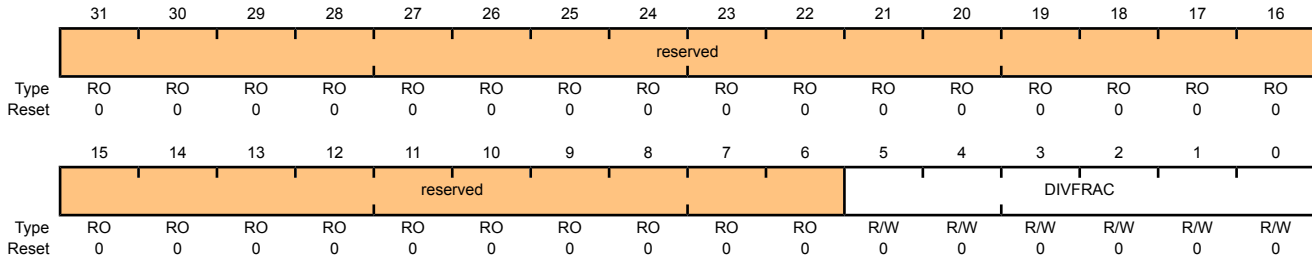 31 30 29 28 27 26 25 24 23 22 21 20 19 18 17 16
reserved
Type RO RO RO RO RO RO RO RO RO RO RO RO RO RO RO RO
Reset 0 0 0 0 0 0 0 0 0 0 0 0 0 0 0 0
15 14 13 12 11 10 9 8 7 6 5 4 3 2 1 0
reserved DIVFRAC
Type RO RO RO RO RO RO RO RO RO RO R/W R/W R/W R/W R/W R/W
Reset 0 0 0 0 0 0 0 0 0 0 0 0 0 0 0 0